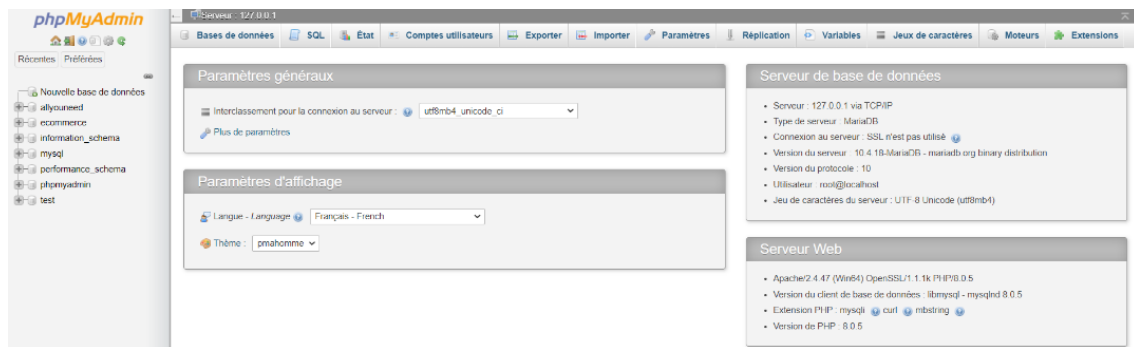 phpMyAdmin
Récentes Préférées
Nouvelle base de données
allyouneed
ecommerce
information_schema
mysql
performance_schema
phpmyadmin
test
Serveur : 127.0.0.1
Bases de données SQL État Comptes utilisateurs Exporter Importer Paramètres Réplication Variables Jeux de caractères Moteurs Extensions
Paramètres généraux
Interclassement pour la connexion au serveur : utf8mb4_unicode_ci
Plus de paramètres
Paramètres d'affichage
Langue - Language Français - French
Thème : pmahomme
Serveur de base de données
• Serveur : 127.0.0.1 via TCP/IP
• Type de serveur : MariaDB
• Connexion au serveur : SSL n'est pas utilisé
• Version du serveur : 10.4.18-MariaDB - mariadb.org binary distribution
• Version du protocole : 10
• Utilisateur : root@localhost
• Jeu de caractères du serveur : UTF-8 Unicode (utf8mb4)
Serveur Web
• Apache/2.4.47 (Win64) OpenSSL/1.1.1k PHP/8.0.5
• Version du client de base de données : libmysql - mysqlnd 8.0.5
• Extension PHP : mysqli curl mbstring
• Version de PHP : 8.0.5